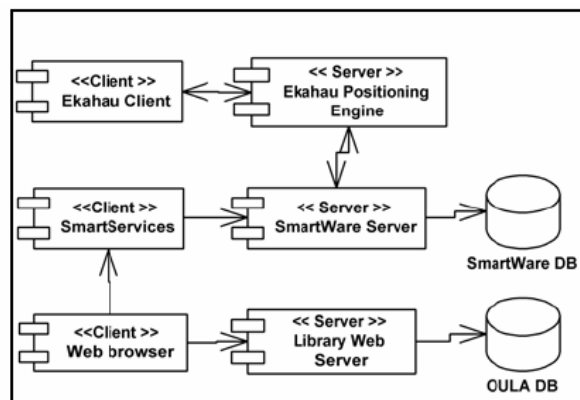 <<Client >>
Ekahau Client
<< Server >>
Ekahau Positioning
Engine
<<Client >>
SmartServices
<< Server >>
SmartWare Server
SmartWare DB
<<Client >>
Web browser
<< Server >>
Library Web
Server
OULA DB